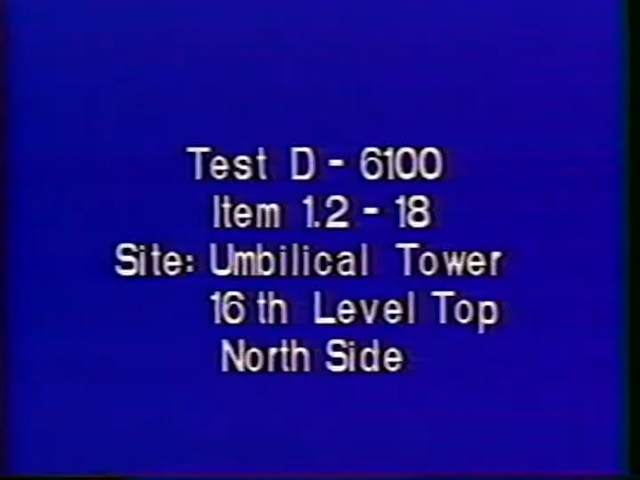 Test D - 6100
Item 1.2 - 18
Site: Umbilical Tower
16 th Level Top
North Side